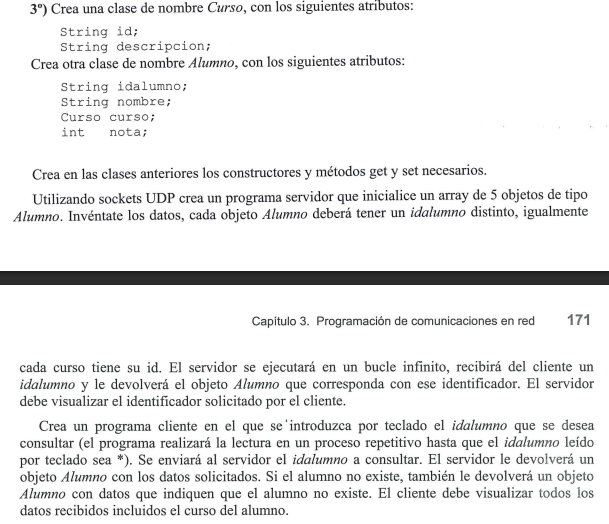 3º) Crea una clase de nombre Curso, con los siguientes atributos:
String id;
String descripcion;
Crea otra clase de nombre Alumno, con los siguientes atributos:
String idalumno;
String nombre;
Curso curso;
int nota;
Crea en las clases anteriores los constructores y métodos get y set necesarios.
Utilizando sockets UDP crea un programa servidor que inicialice un array de 5 objetos de tipo
Alumno. Invéntate los datos, cada objeto Alumno deberá tener un idalumno distinto, igualmente
Capítulo 3. Programación de comunicaciones en red 171
cada curso tiene su id. El servidor se ejecutará en un bucle infinito, recibirá del cliente un
idalumno y le devolverá el objeto Alumno que corresponda con ese identificador. El servidor
debe visualizar el identificador solicitado por el cliente.
Crea un programa cliente en el que se introduzca por teclado el idalumno que se desea
consultar (el programa realizará la lectura en un proceso repetitivo hasta que el idalumno leído
por teclado sea *). Se enviará al servidor el idalumno a consultar. El servidor le devolverá un
objeto Alumno con los datos solicitados. Si el alumno no existe, también le devolverá un objeto
Alumno con datos que indiquen que el alumno no existe. El cliente debe visualizar todos los
datos recibidos incluidos el curso del alumno.